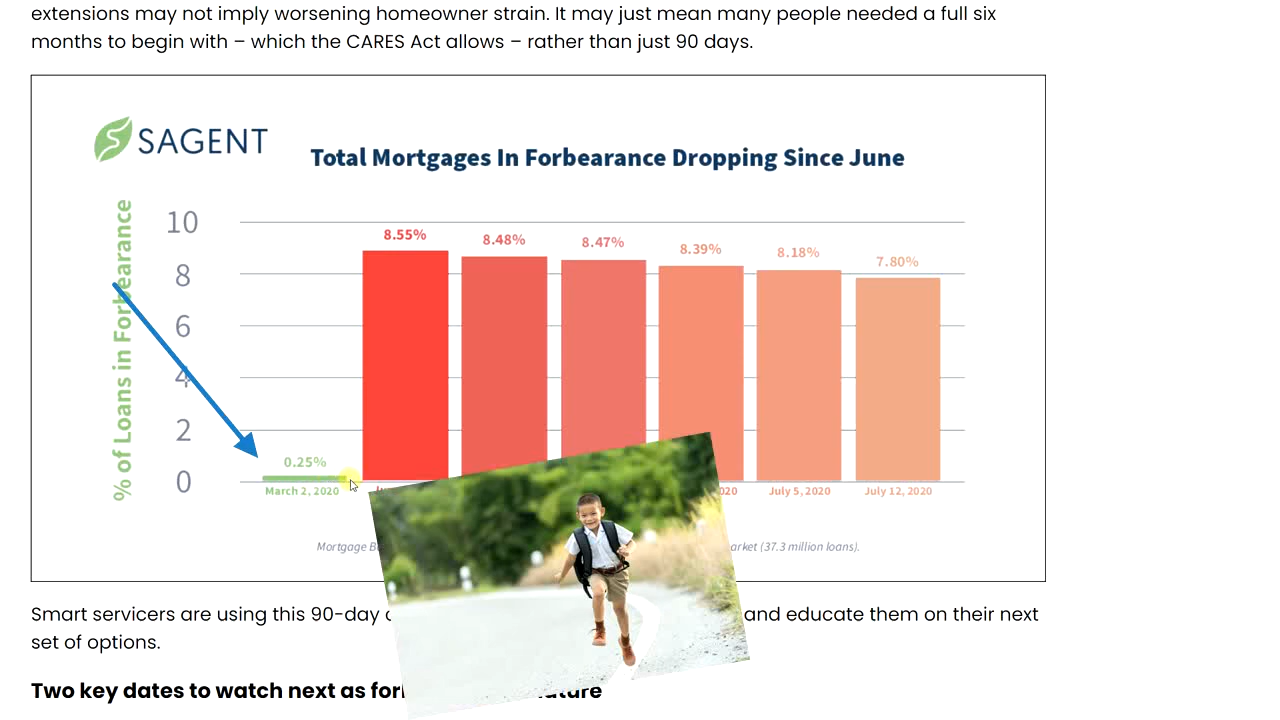 extensions may not imply worsening homeowner strain. It may just mean many people needed a full six
months to begin with – which the CARES Act allows – rather than just 90 days.
SAGENT
Total Mortgages In Forbearance Dropping Since June
% of Loans in Forbearance
10
8
6
4
2
0
0.25%
8.55%
8.48%
8.47%
8.39%
8.18%
7.80%
March 2, 2020
2020
July 5, 2020
July 12, 2020
Mortgage
(37.3 million loans).
Smart servicers are using this 90-day
and educate them on their next
set of options.
Two key dates to watch next as